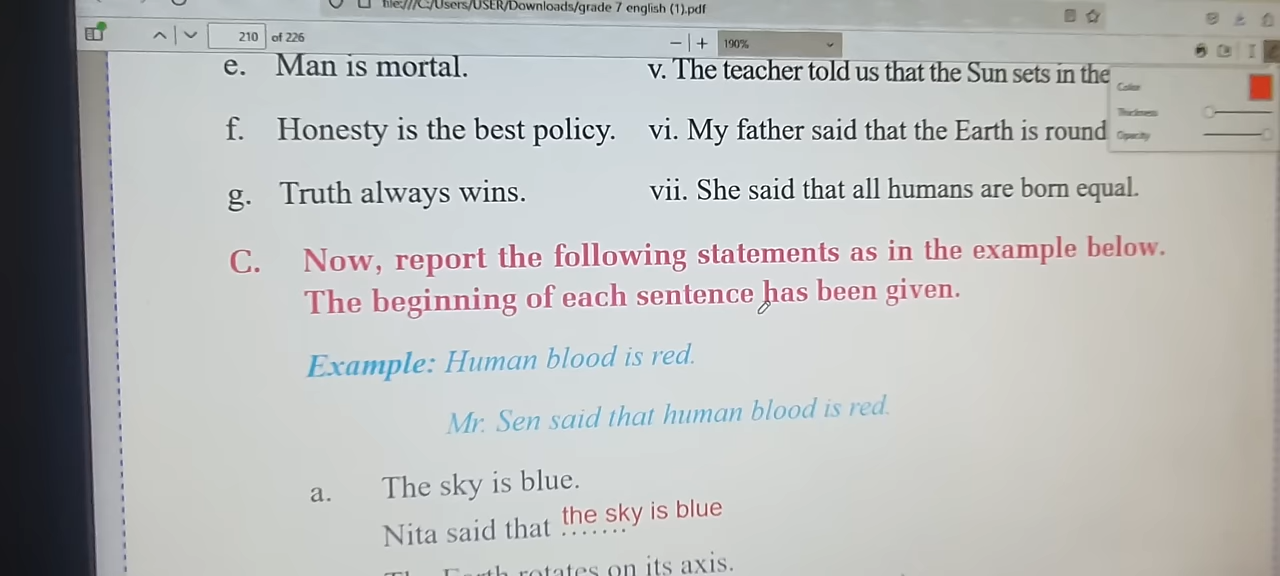 file:///C:/Users/USER/Downloads/grade 7 english (1).pdf
210 of 226
190%
Color
Thickness
Opacity
e. Man is mortal. v. The teacher told us that the Sun sets in the
f. Honesty is the best policy. vi. My father said that the Earth is round
g. Truth always wins. vii. She said that all humans are born equal.
C. Now, report the following statements as in the example below.
The beginning of each sentence has been given.
Example: Human blood is red.
Mr. Sen said that human blood is red.
a. The sky is blue.
Nita said that ....... the sky is blue
The Earth rotates on its axis.